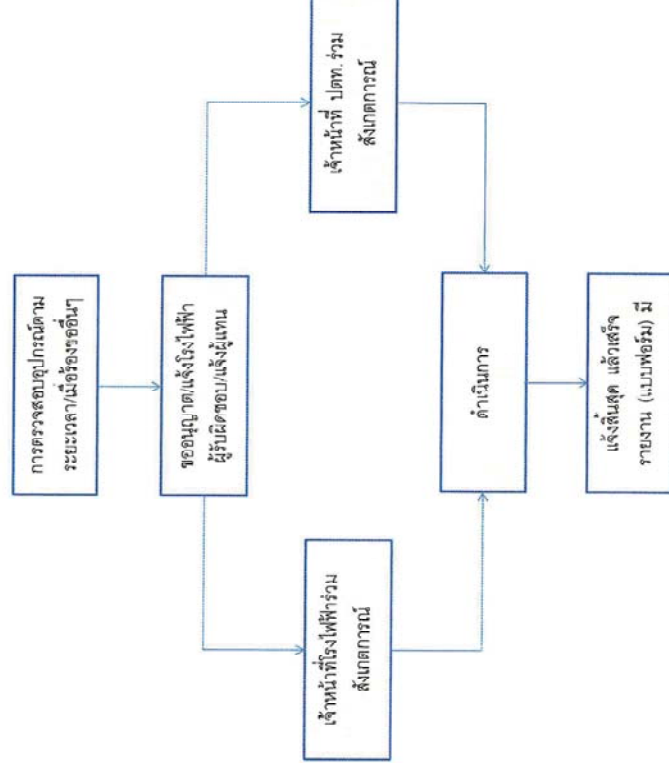 การตรวจสอบอุปกรณ์ตาม
ระยะเวลา/เมื่อร้องขออื่นๆ
ขออนุญาต/แจ้งโรงไฟฟ้า
ผู้รับผิดชอบ/แจ้งผู้แทน
เจ้าหน้าที่โรงไฟฟ้าร่วม
สังเกตการณ์
เจ้าหน้าที่ ปตท. ร่วม
สังเกตการณ์
ดำเนินการ
แจ้งสิ้นสุด แล้วเสร็จ
รายงาน (แบบฟอร์ม) มี